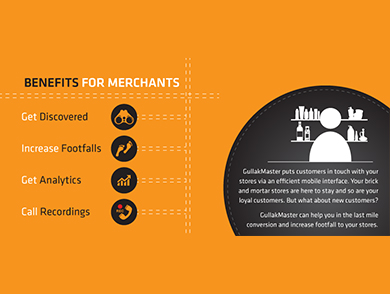 BENEFITS FOR MERCHANTS
Get Discovered
Increase Footfalls
Get Analytics
Call Recordings
GullakMaster puts customers in touch with your
stores via an efficient mobile interface. Your brick
and mortar stores are here to stay and so are your
loyal customers. But what about new customers?
GullakMaster can help you in the last mile
conversion and increase footfall to your stores.